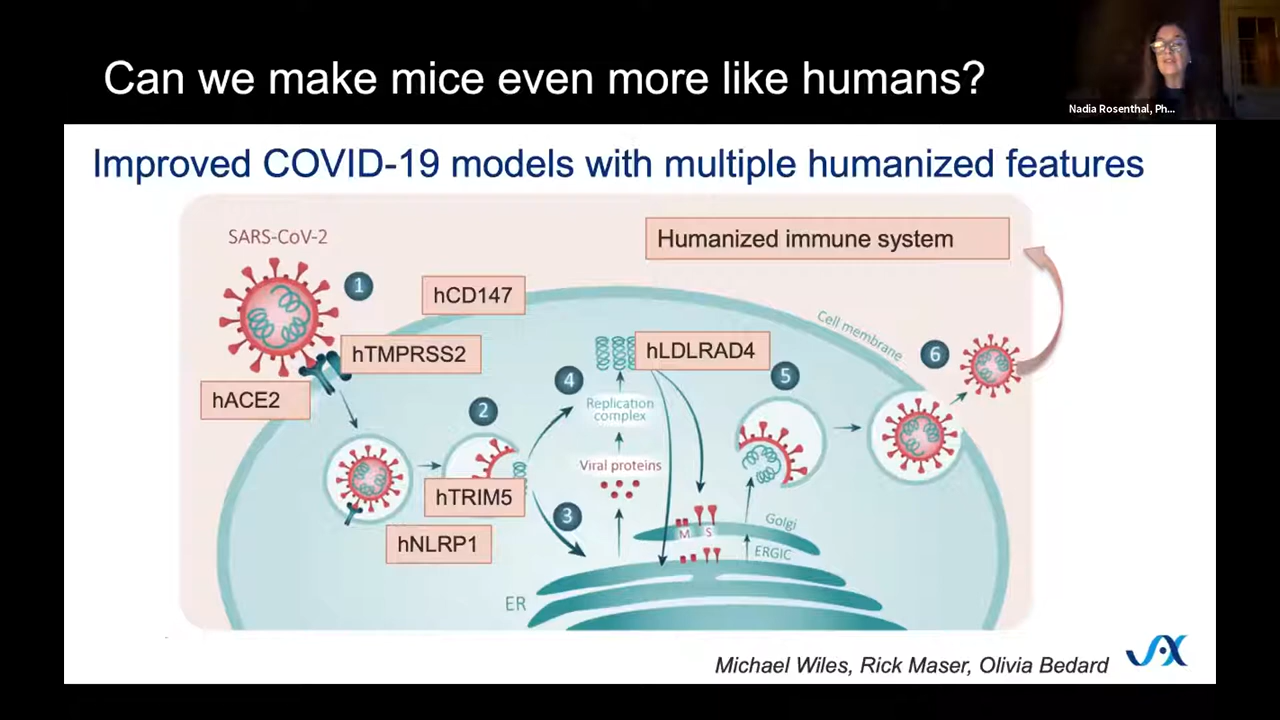 Can we make mice even more like humans?
Nadia Rosenthal, Ph...
Improved COVID-19 models with multiple humanized features
SARS-CoV-2
Humanized immune system
1
hCD147
Cell membrane
hTMPRSS2
hLDLRAD4
6
hACE2
4
5
2
Replication
complex
Viral proteins
hTRIM5
3
hNLRP1
M S
Golgi
ERGIC
ER
Michael Wiles, Rick Maser, Olivia Bedard
JAX